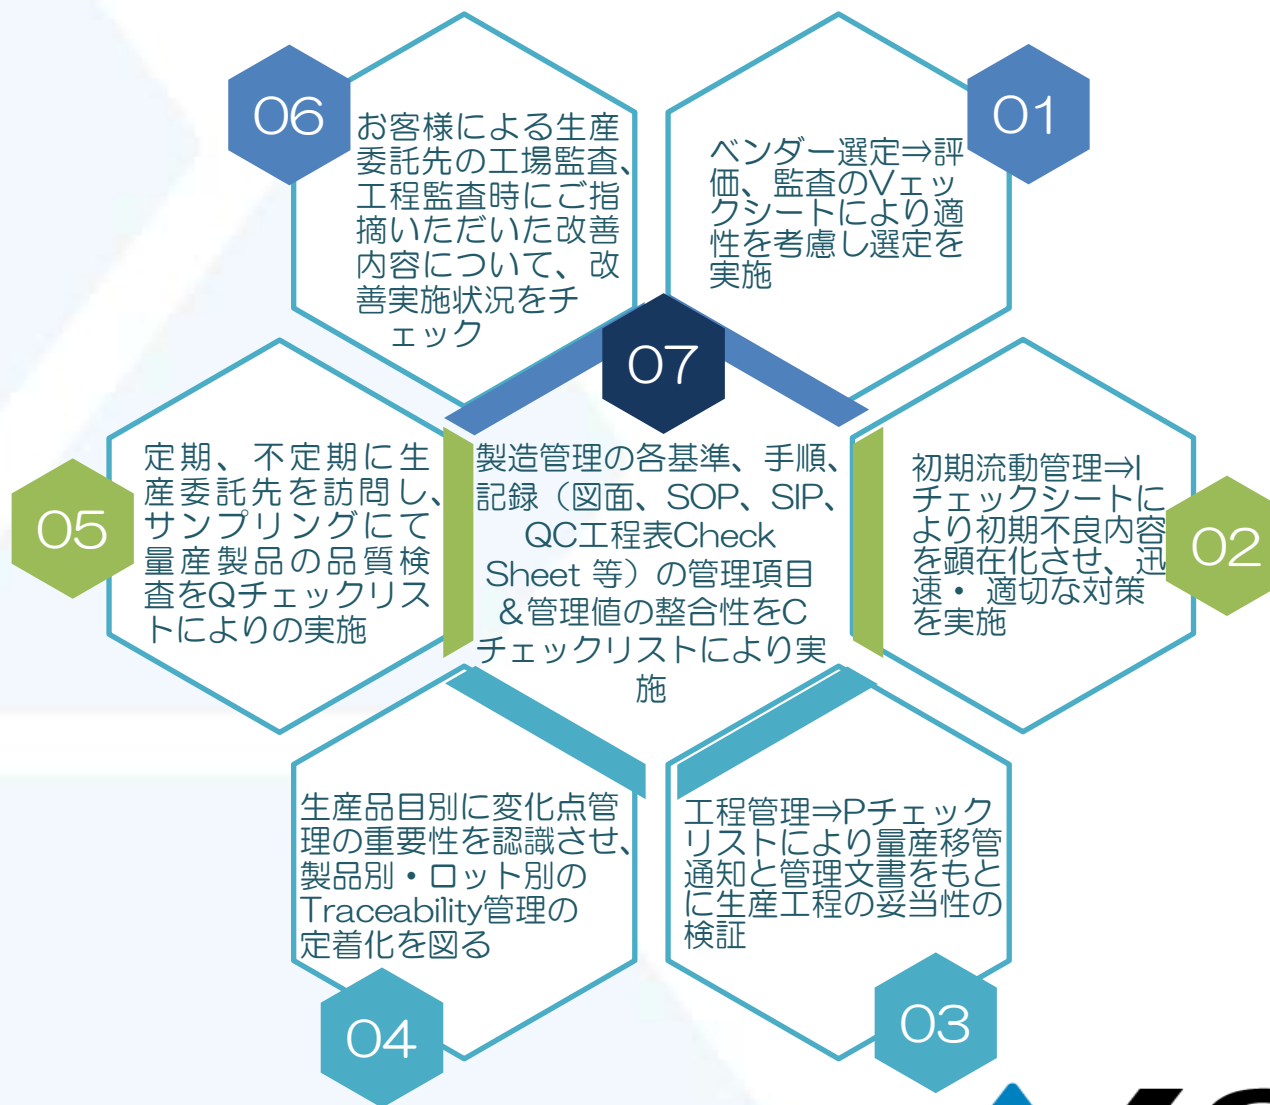 06
お客様による生産
委託先の工場監査、
工程監査時にご指
摘いただいた改善
内容について、改
善実施状況をチ
ェック
01
ベンダー選定⇒評
価、監査のVェッ
クシートにより適
性を考慮し選定を
実施
07
製造管理の各基準、手順、
記録（図面、SOP、SIP、
QC工程表Check
Sheet 等）の管理項目
＆管理値の整合性をC
チェックリストにより実
施
05
定期、不定期に生
産委託先を訪問し、
サンプリングにて
量産製品の品質検
査をQチェックリス
トによりの実施
初期流動管理⇒I
チェックシートに
より初期不良内容
を顕在化させ、迅
速・ 適切な対策
を実施
02
生産品目別に変化点管
理の重要性を認識させ、
製品別・ロット別の
Traceability管理の
定着化を図る
04
工程管理⇒Pチェック
リストにより量産移管
通知と管理文書をもと
に生産工程の妥当性の
検証
03